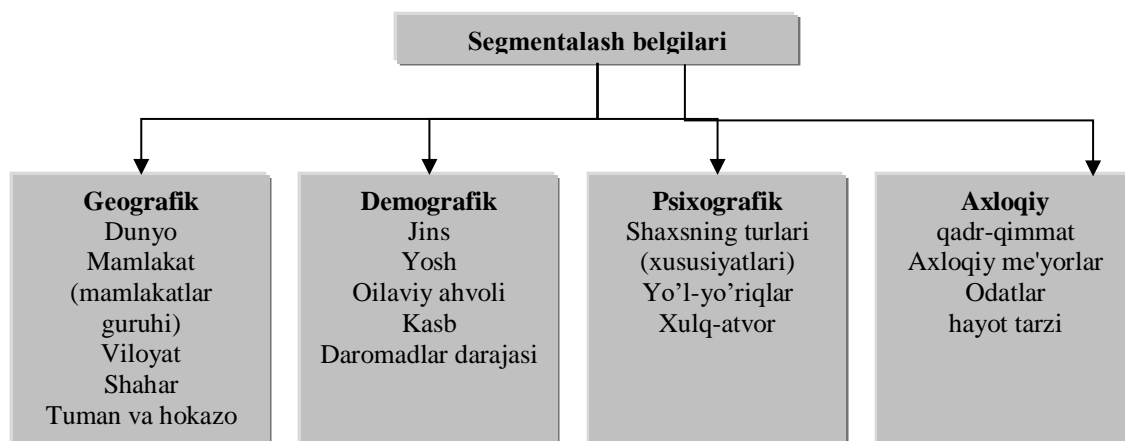 Segmentalash belgilari
Geografik
Dunyo
Mamlakat
(mamlakatlar
guruhi)
Viloyat
Shahar
Tuman va hokazo
Demografik
Jins
Yosh
Oilaviy ahvoli
Kasb
Daromadlar darajasi
Psixografik
Shaxsning turlari
(xususiyatlari)
Yo’l-yo’riqlar
Xulq-atvor
Axloqiy
qadr-qimmat
Axloqiy me'yorlar
Odatlar
hayot tarzi